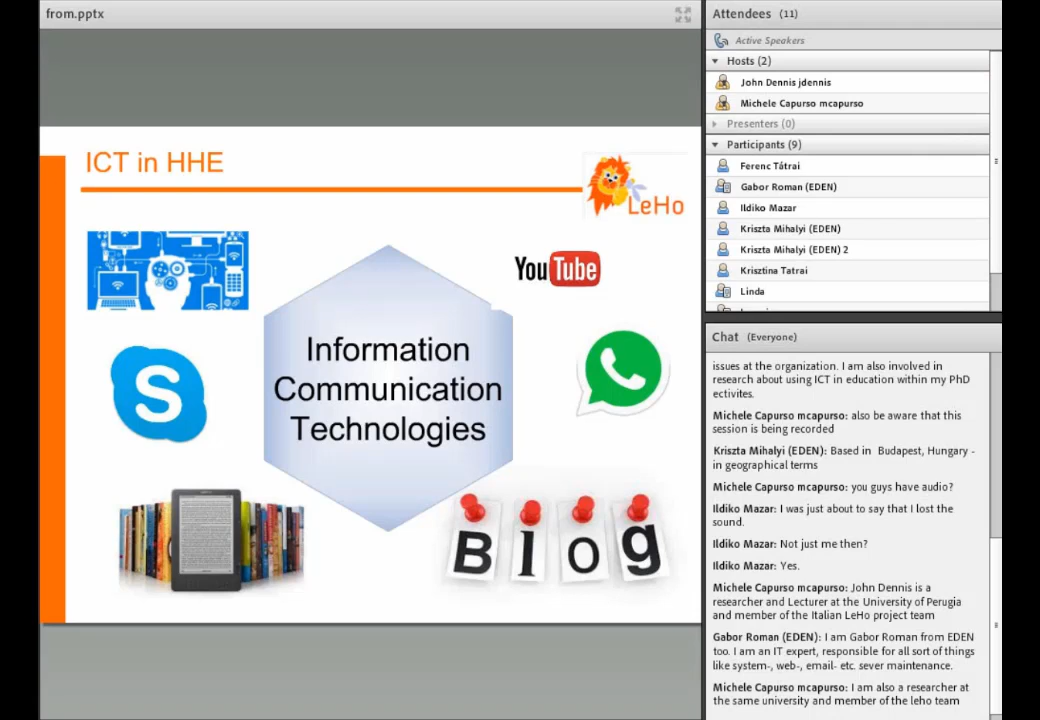 from.pptx
ICT in HHE
LeHo
YouTube
Information
Communication
Technologies
S
Blog
Attendees (11)
Active Speakers
Hosts (2)
John Dennis jdennis
Michele Capurso mcapurso
Presenters (0)
Participants (9)
Ferenc Tátrai
Gabor Roman (EDEN)
Ildiko Mazar
Kriszta Mihalyi (EDEN)
Kriszta Mihalyi (EDEN) 2
Krisztina Tatrai
Linda
Chat (Everyone)
issues at the organization. I am also involved in
research about using ICT in education within my PhD
ectivites.
Michele Capurso mcapurso: also be aware that this
session is being recorded
Kriszta Mihalyi (EDEN): Based in Budapest, Hungary -
in geographical terms
Michele Capurso mcapurso: you guys have audio?
Ildiko Mazar: I was just about to say that I lost the
sound.
Ildiko Mazar: Not just me then?
Ildiko Mazar: Yes.
Michele Capurso mcapurso: John Dennis is a
researcher and Lecturer at the University of Perugia
and member of the Italian LeHo project team
Gabor Roman (EDEN): I am Gabor Roman from EDEN
too. I am an IT expert, responsible for all sort of things
like system-, web-, email- etc. sever maintenance.
Michele Capurso mcapurso: I am also a researcher at
the same university and member of the leho team